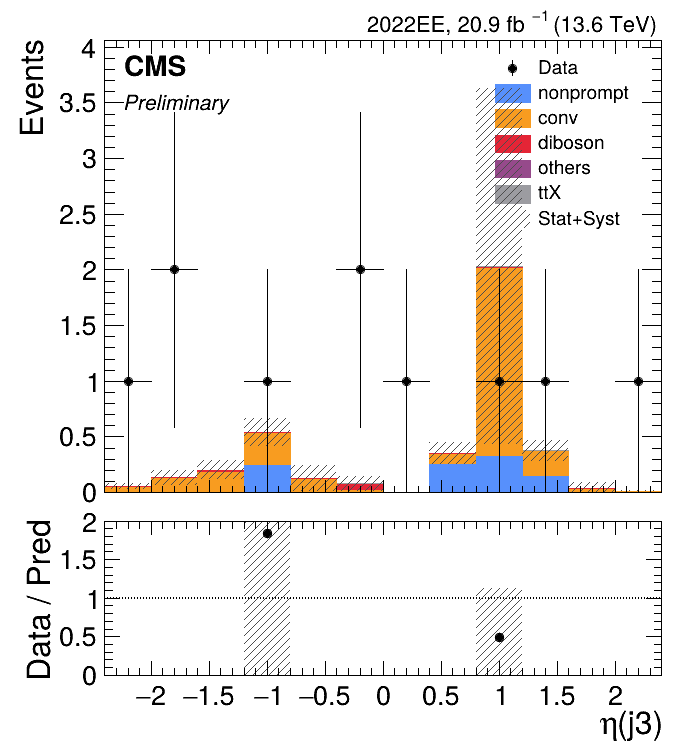 2022EE, 20.9 fb⁻¹ (13.6 TeV)
CMS
Preliminary
Data
nonprompt
conv
diboson
others
ttX
Stat+Syst
Events
4
3.5
3
2.5
2
1.5
1
0.5
0
Data / Pred
2
1.5
1
0.5
0
−2 −1.5 −1 −0.5 0 0.5 1 1.5 2
η(j3)